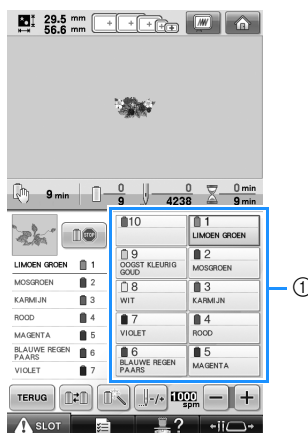 29.5 mm
56.6 mm
9 min
0
9
0
4238
0 min
9 min
STOP
LIMOEN GROEN 1
MOSGROEN 2
KARMIJN 3
ROOD 4
MAGENTA 5
BLAUWE REGEN
PAARS 6
VIOLET 7
10
1
LIMOEN GROEN
9
OOGST KLEURIG
GOUD
2
MOSGROEN
8
WIT
3
KARMIJN
7
VIOLET
4
ROOD
6
BLAUWE REGEN
PAARS
5
MAGENTA
①
TERUG
-/+
1000
spm
−
+
SLOT
?